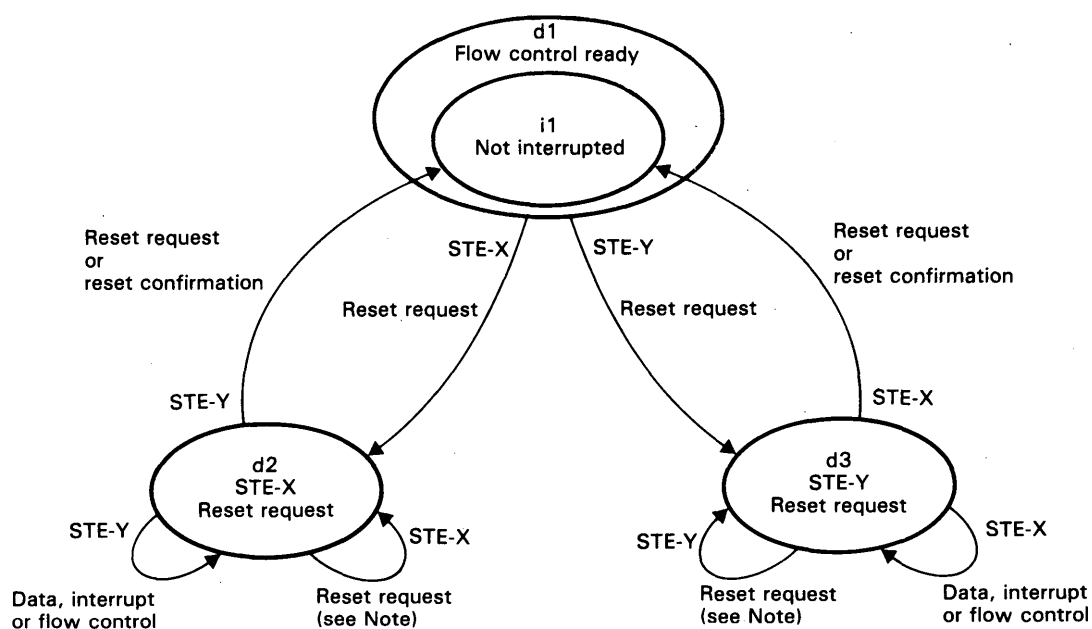 d1
Flow control ready
i1
Not interrupted
Reset request
or
reset confirmation
STE-X
STE-Y
Reset request
or
reset confirmation
Reset request
Reset request
STE-Y
STE-X
d2
STE-X
Reset request
d3
STE-Y
Reset request
STE-Y
STE-X
STE-Y
STE-X
Data, interrupt
or flow control
Reset request
(see Note)
Reset request
(see Note)
Data, interrupt
or flow control